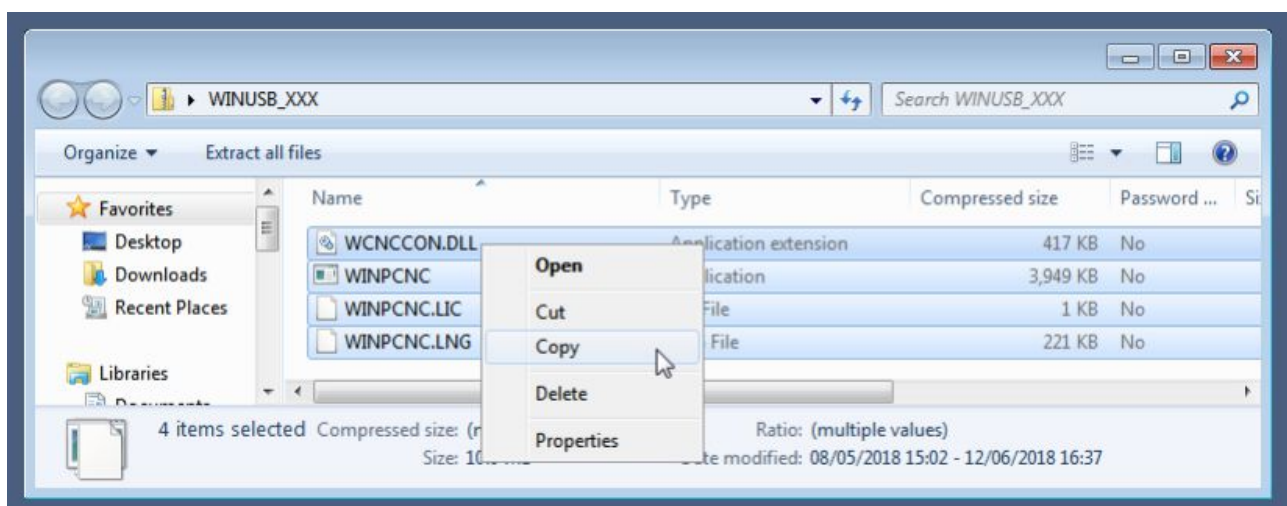 WINUSB_XXX
Search WINUSB_XXX
Organize Extract all files
Name Type Compressed size Password ...
Favorites
Desktop
Downloads
Recent Places
Libraries
WCNCCON.DLL Application extension 417 KB No
WINPCNC 3,949 KB No
WINPCNC.LIC File 1 KB No
WINPCNC.LNG File 221 KB No
Open
Cut
Copy
Delete
Properties
4 items selected Compressed size: Ratio: (multiple values)
Size: Date modified: 08/05/2018 15:02 - 12/06/2018 16:37